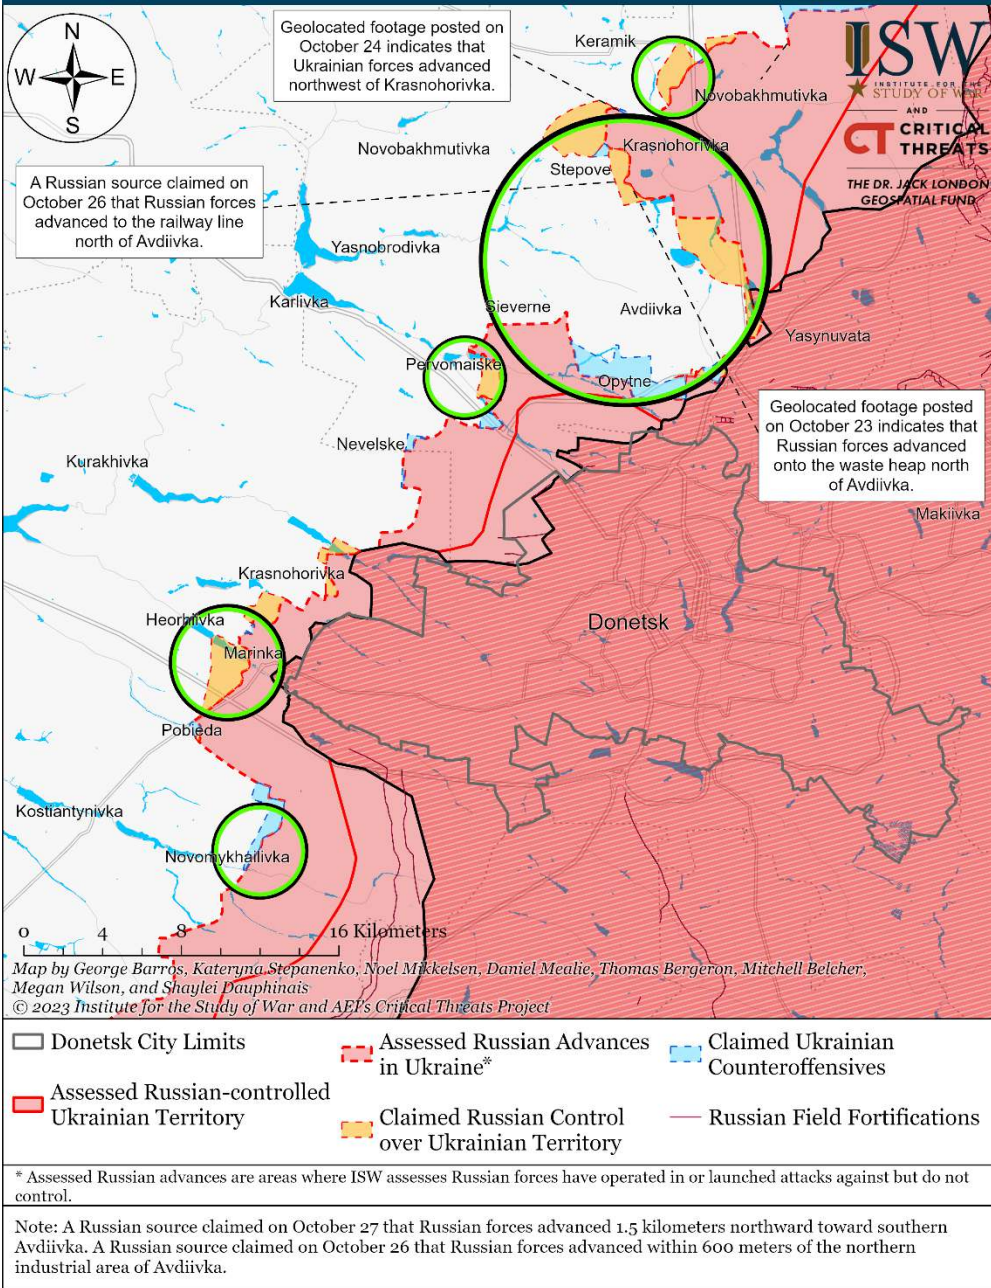 N
W
E
S
Geolocated footage posted on
October 24 indicates that
Ukrainian forces advanced
northwest of Krasnohorivka.
Keramik
ISW
INSTITUTE FOR THE
STUDY OF WAR
AND
CT CRITICAL
THREATS
THE DR. JACK LONDON
GEOSPATIAL FUND
Novobakhmutivka
Novobakhmutivka
Krasnohorivka
Stepove
A Russian source claimed on
October 26 that Russian forces
advanced to the railway line
north of Avdiivka.
Yasnobrodivka
Karlivka
Sieverne
Avdiivka
Yasynuvata
Pervomaiske
Opytne
Geolocated footage posted
on October 23 indicates that
Russian forces advanced
onto the waste heap north
of Avdiivka.
Nevelske
Kurakhivka
Makiivka
Krasnohorivka
Heorhiivka
Donetsk
Marinka
Pobieda
Kostiantynivka
Novomykhailivka
0 4 8 16 Kilometers
Map by George Barros, Kateryna Stepanenko, Noel Mikkelsen, Daniel Mealie, Thomas Bergeron, Mitchell Belcher,
Megan Wilson, and Shaylei Dauphinais
© 2023 Institute for the Study of War and AEI's Critical Threats Project
Donetsk City Limits
Assessed Russian-controlled
Ukrainian Territory
Assessed Russian Advances
in Ukraine*
Claimed Russian Control
over Ukrainian Territory
Claimed Ukrainian
Counteroffensives
Russian Field Fortifications
* Assessed Russian advances are areas where ISW assesses Russian forces have operated in or launched attacks against but do not
control.
Note: A Russian source claimed on October 27 that Russian forces advanced 1.5 kilometers northward toward southern
Avdiivka. A Russian source claimed on October 26 that Russian forces advanced within 600 meters of the northern
industrial area of Avdiivka.